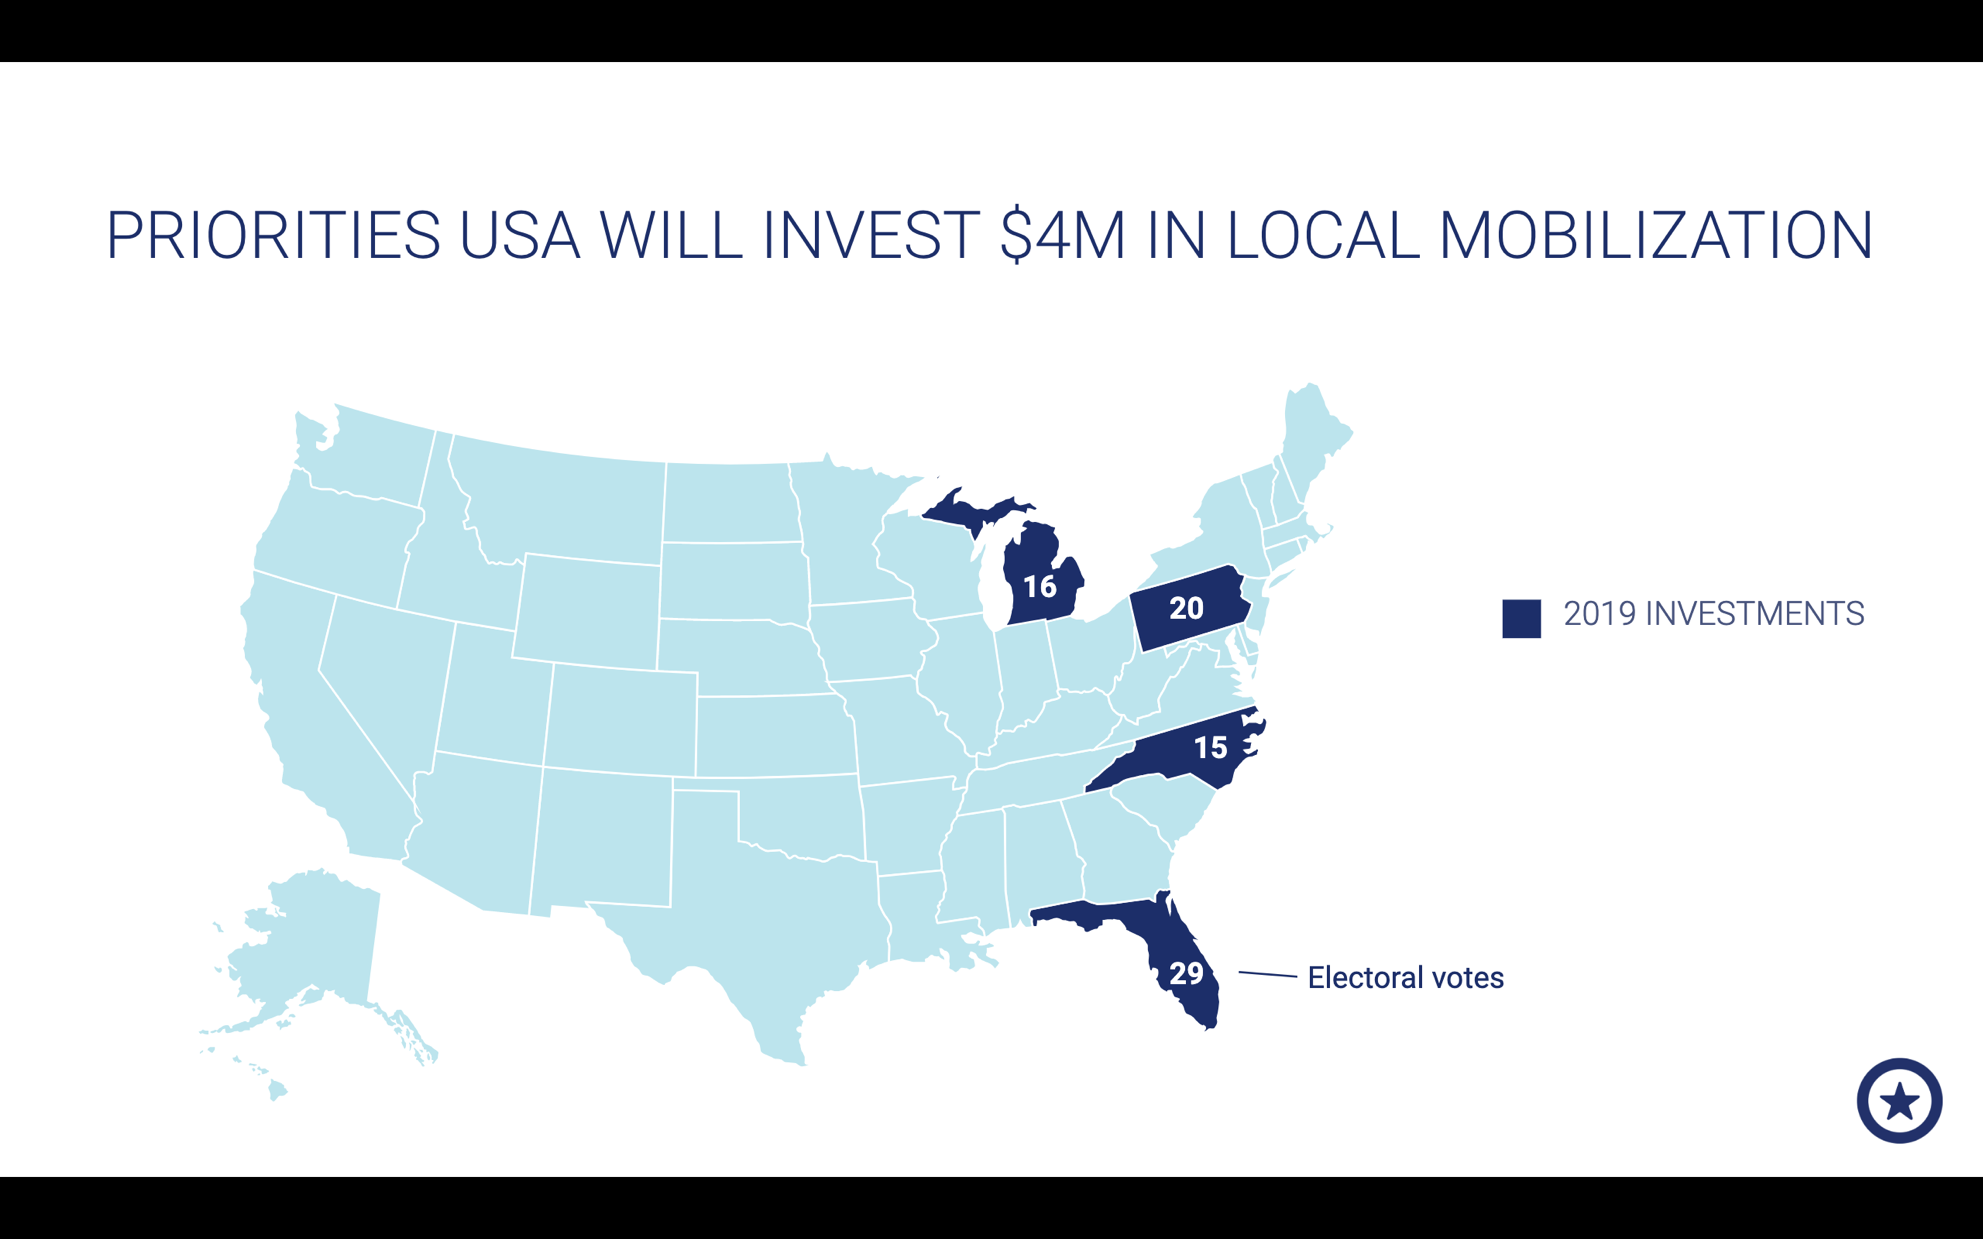 PRIORITIES USA WILL INVEST $4M IN LOCAL MOBILIZATION
16
20
2019 INVESTMENTS
15
29
Electoral votes